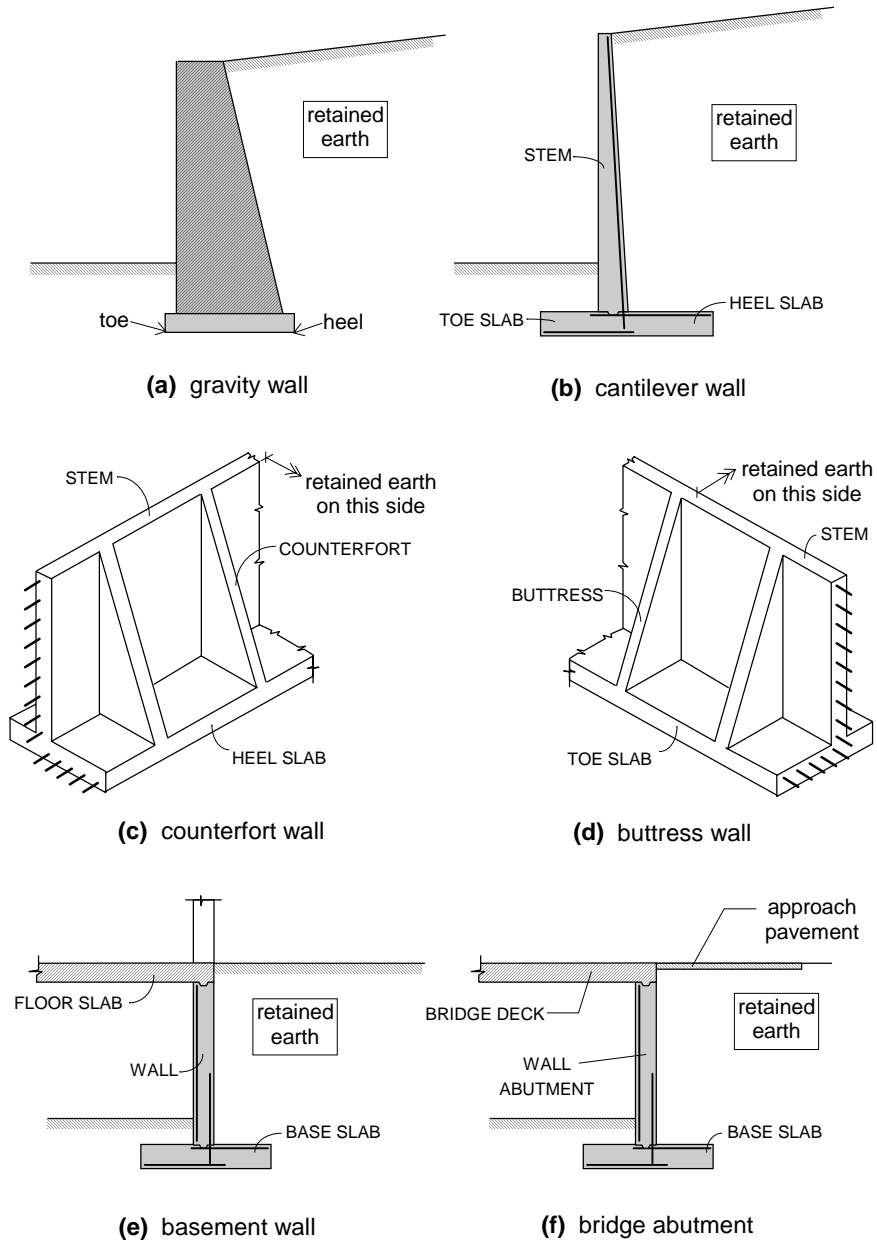 retained
earth
toe
heel
(a) gravity wall
retained
earth
STEM
HEEL SLAB
TOE SLAB
(b) cantilever wall
STEM
retained earth
on this side
COUNTERFORT
HEEL SLAB
(c) counterfort wall
retained earth
on this side
STEM
BUTTRESS
TOE SLAB
(d) buttress wall
FLOOR SLAB
retained
earth
WALL
BASE SLAB
(e) basement wall
approach
pavement
BRIDGE DECK
retained
earth
WALL
ABUTMENT
BASE SLAB
(f) bridge abutment